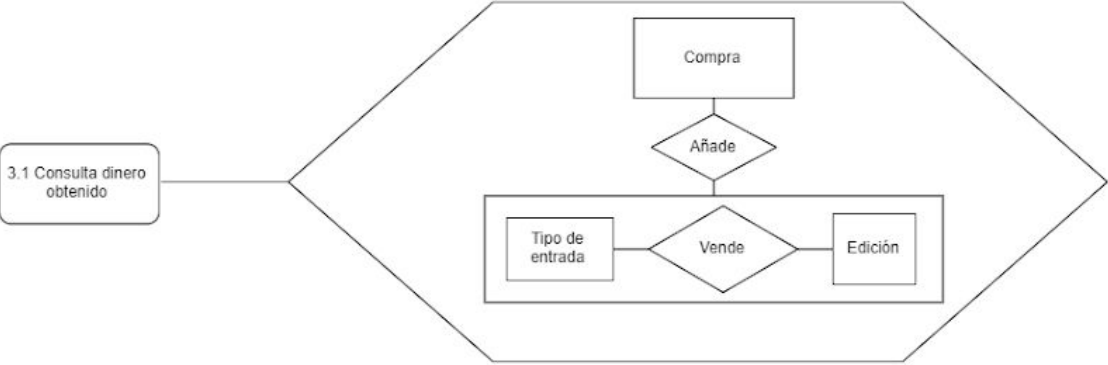 Compra
Añade
3.1 Consulta dinero
obtenido
Tipo de
entrada
Vende
Edición